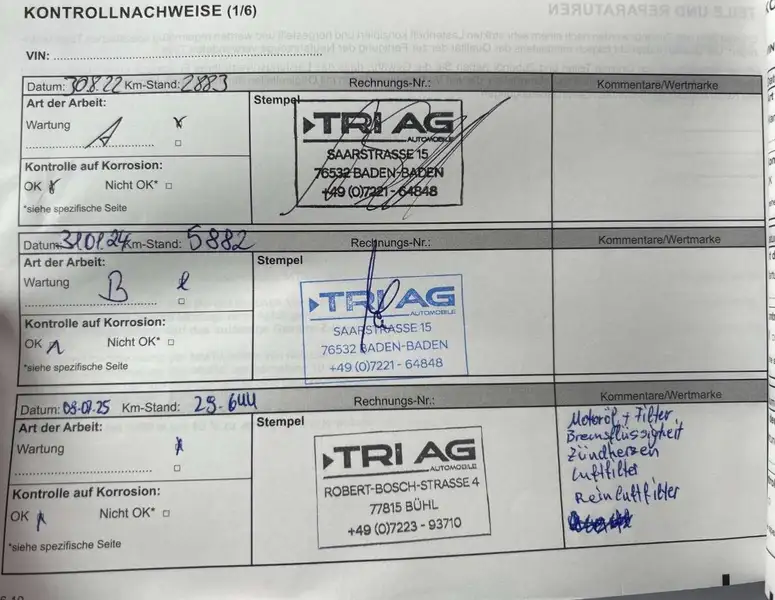 KONTROLLNACHWEISE (1/6)
TEILE UND REPARATUREN
VIN:
Datum: 30.8.22 Km-Stand: 2883 Rechnungs-Nr.: Kommentare/Wertmarke
Art der Arbeit: Stempel
Wartung A x
TRI AG
AUTOMOBILE
SAARSTRASSE 15
76532 BADEN-BADEN
+49 (0)7221 - 64848
Kontrolle auf Korrosion:
OK x Nicht OK*
*siehe spezifische Seite
Datum: 31.01.24 Km-Stand: 5882 Rechnungs-Nr.: Kommentare/Wertmarke
Art der Arbeit: Stempel
Wartung B
TRI AG
AUTOMOBILE
SAARSTRASSE 15
76532 BADEN-BADEN
+49 (0)7221 - 64848
Kontrolle auf Korrosion:
OK Nicht OK*
*siehe spezifische Seite
Datum: 09.07.25 Km-Stand: 29.644 Rechnungs-Nr.: Kommentare/Wertmarke
Art der Arbeit: Stempel
Wartung x
TRI AG
AUTOMOBILE
ROBERT-BOSCH-STRASSE 4
77815 BÜHL
+49 (0)7223 - 93710
Motoröl + Filter,
Bremsflüssigkeit
Zündkerzen
Luftfilter
Reinluftfilter
Kontrolle auf Korrosion:
OK x Nicht OK*
*siehe spezifische Seite